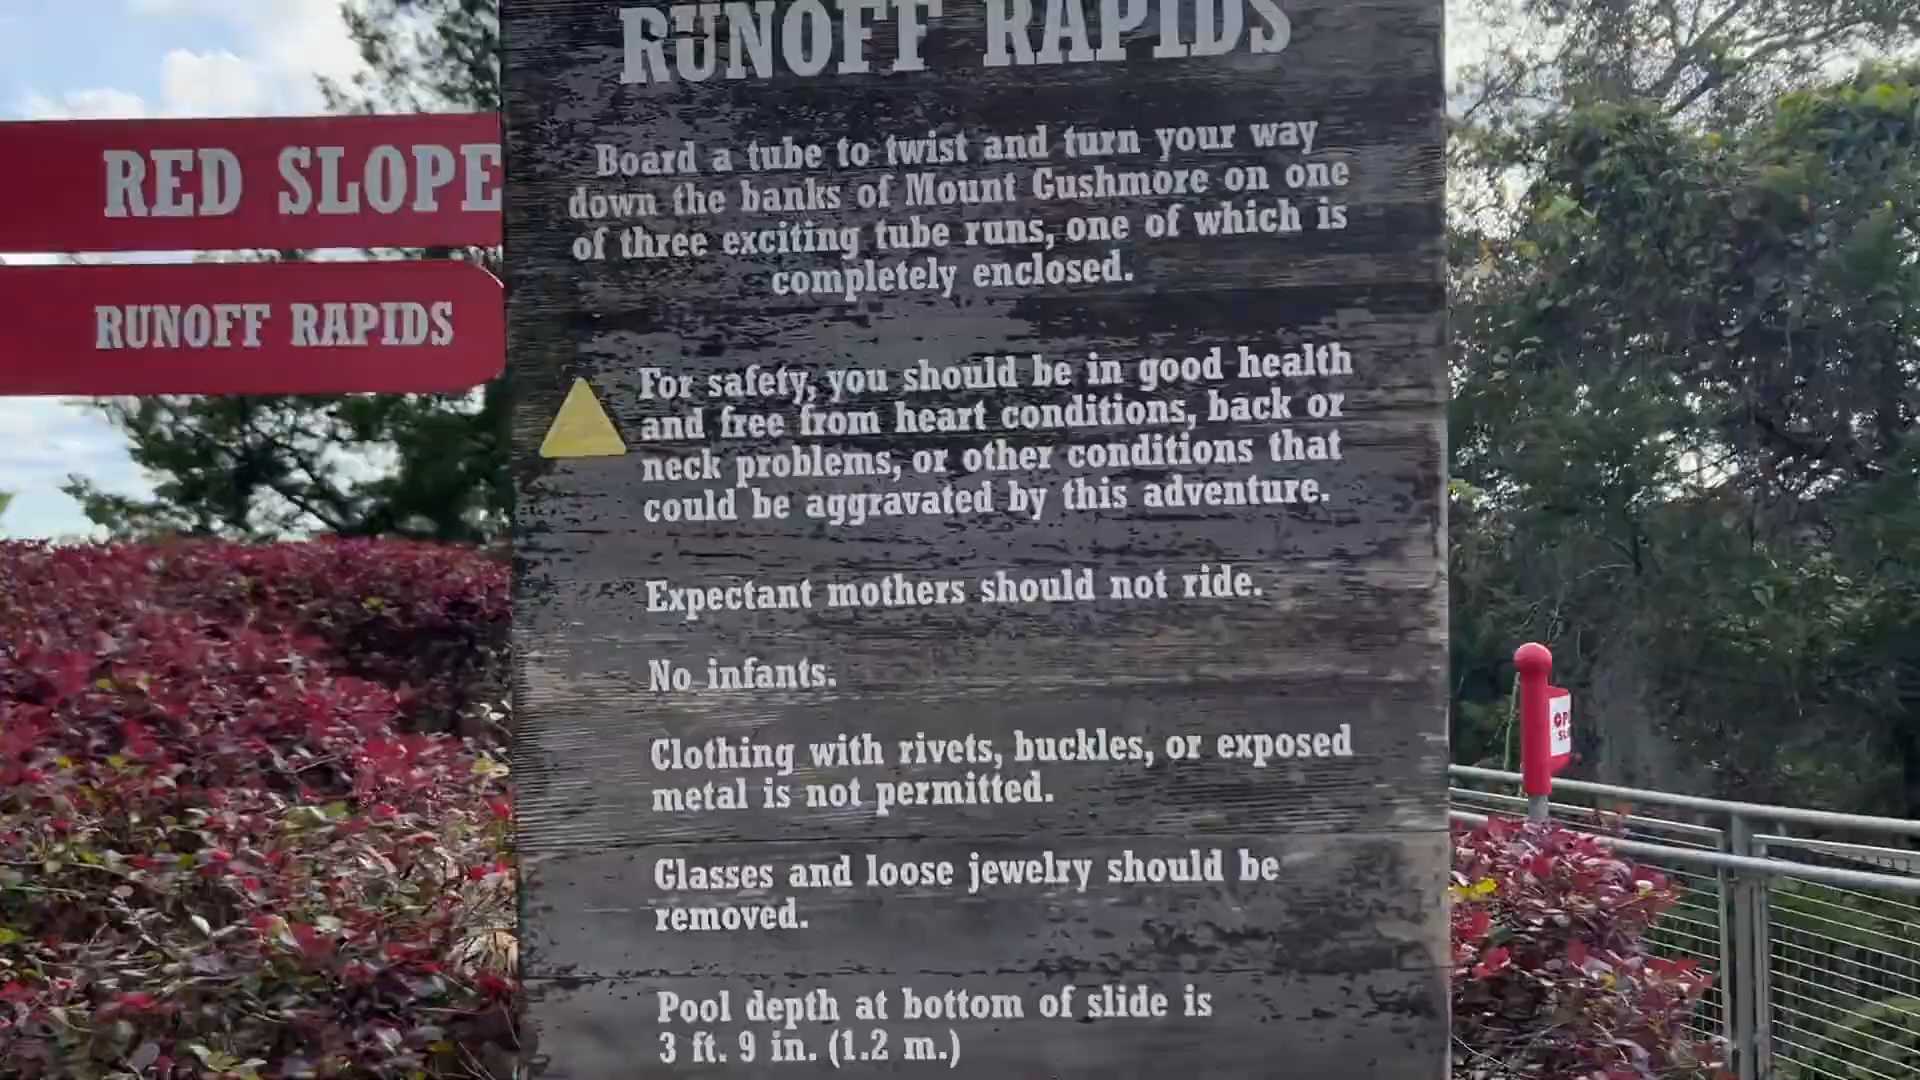 RED SLOPE
RUNOFF RAPIDS
RUNOFF RAPIDS
Board a tube to twist and turn your way
down the banks of Mount Gushmore on one
of three exciting tube runs, one of which is
completely enclosed.
For safety, you should be in good health
and free from heart conditions, back or
neck problems, or other conditions that
could be aggravated by this adventure.
Expectant mothers should not ride.
No infants.
Clothing with rivets, buckles, or exposed
metal is not permitted.
Glasses and loose jewelry should be
removed.
Pool depth at bottom of slide is
3 ft. 9 in. (1.2 m.)